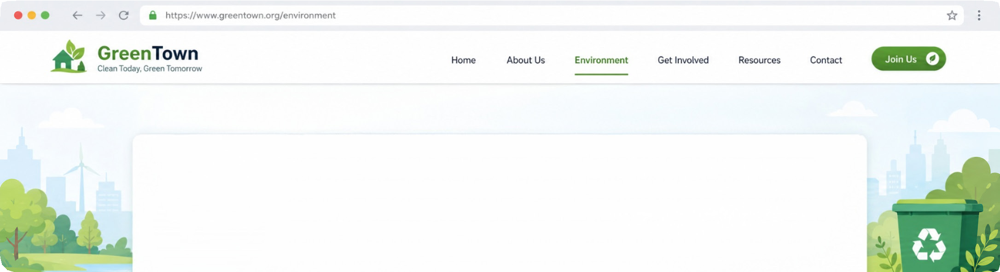 https://www.greentown.org/environment
GreenTown
Clean Today, Green Tomorrow
Home About Us Environment Get Involved Resources Contact Join Us